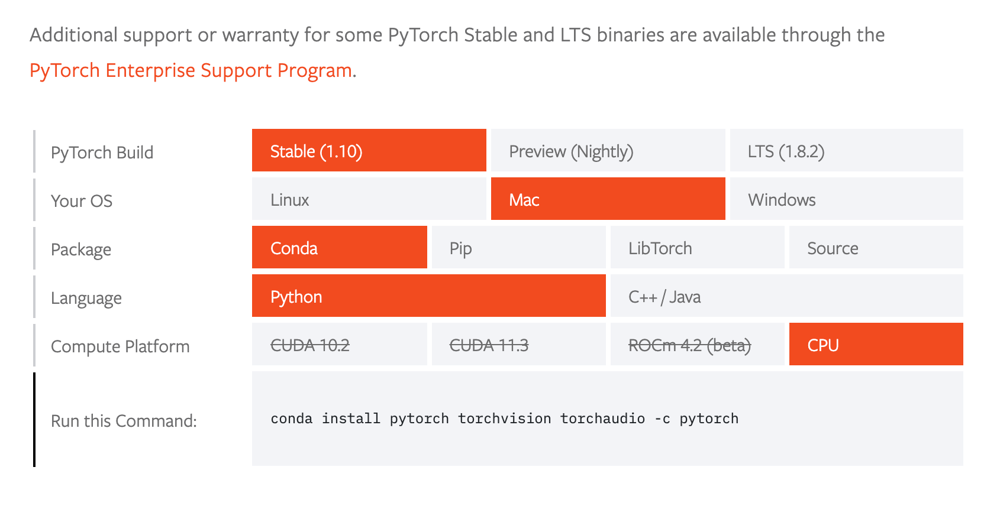 Additional support or warranty for some PyTorch Stable and LTS binaries are available through the
PyTorch Enterprise Support Program.
PyTorch Build Stable (1.10) Preview (Nightly) LTS (1.8.2)
Your OS Linux Mac Windows
Package Conda Pip LibTorch Source
Language Python C++ / Java
Compute Platform CUDA 10.2 CUDA 11.3 ROCm 4.2 (beta) CPU
Run this Command: conda install pytorch torchvision torchaudio -c pytorch